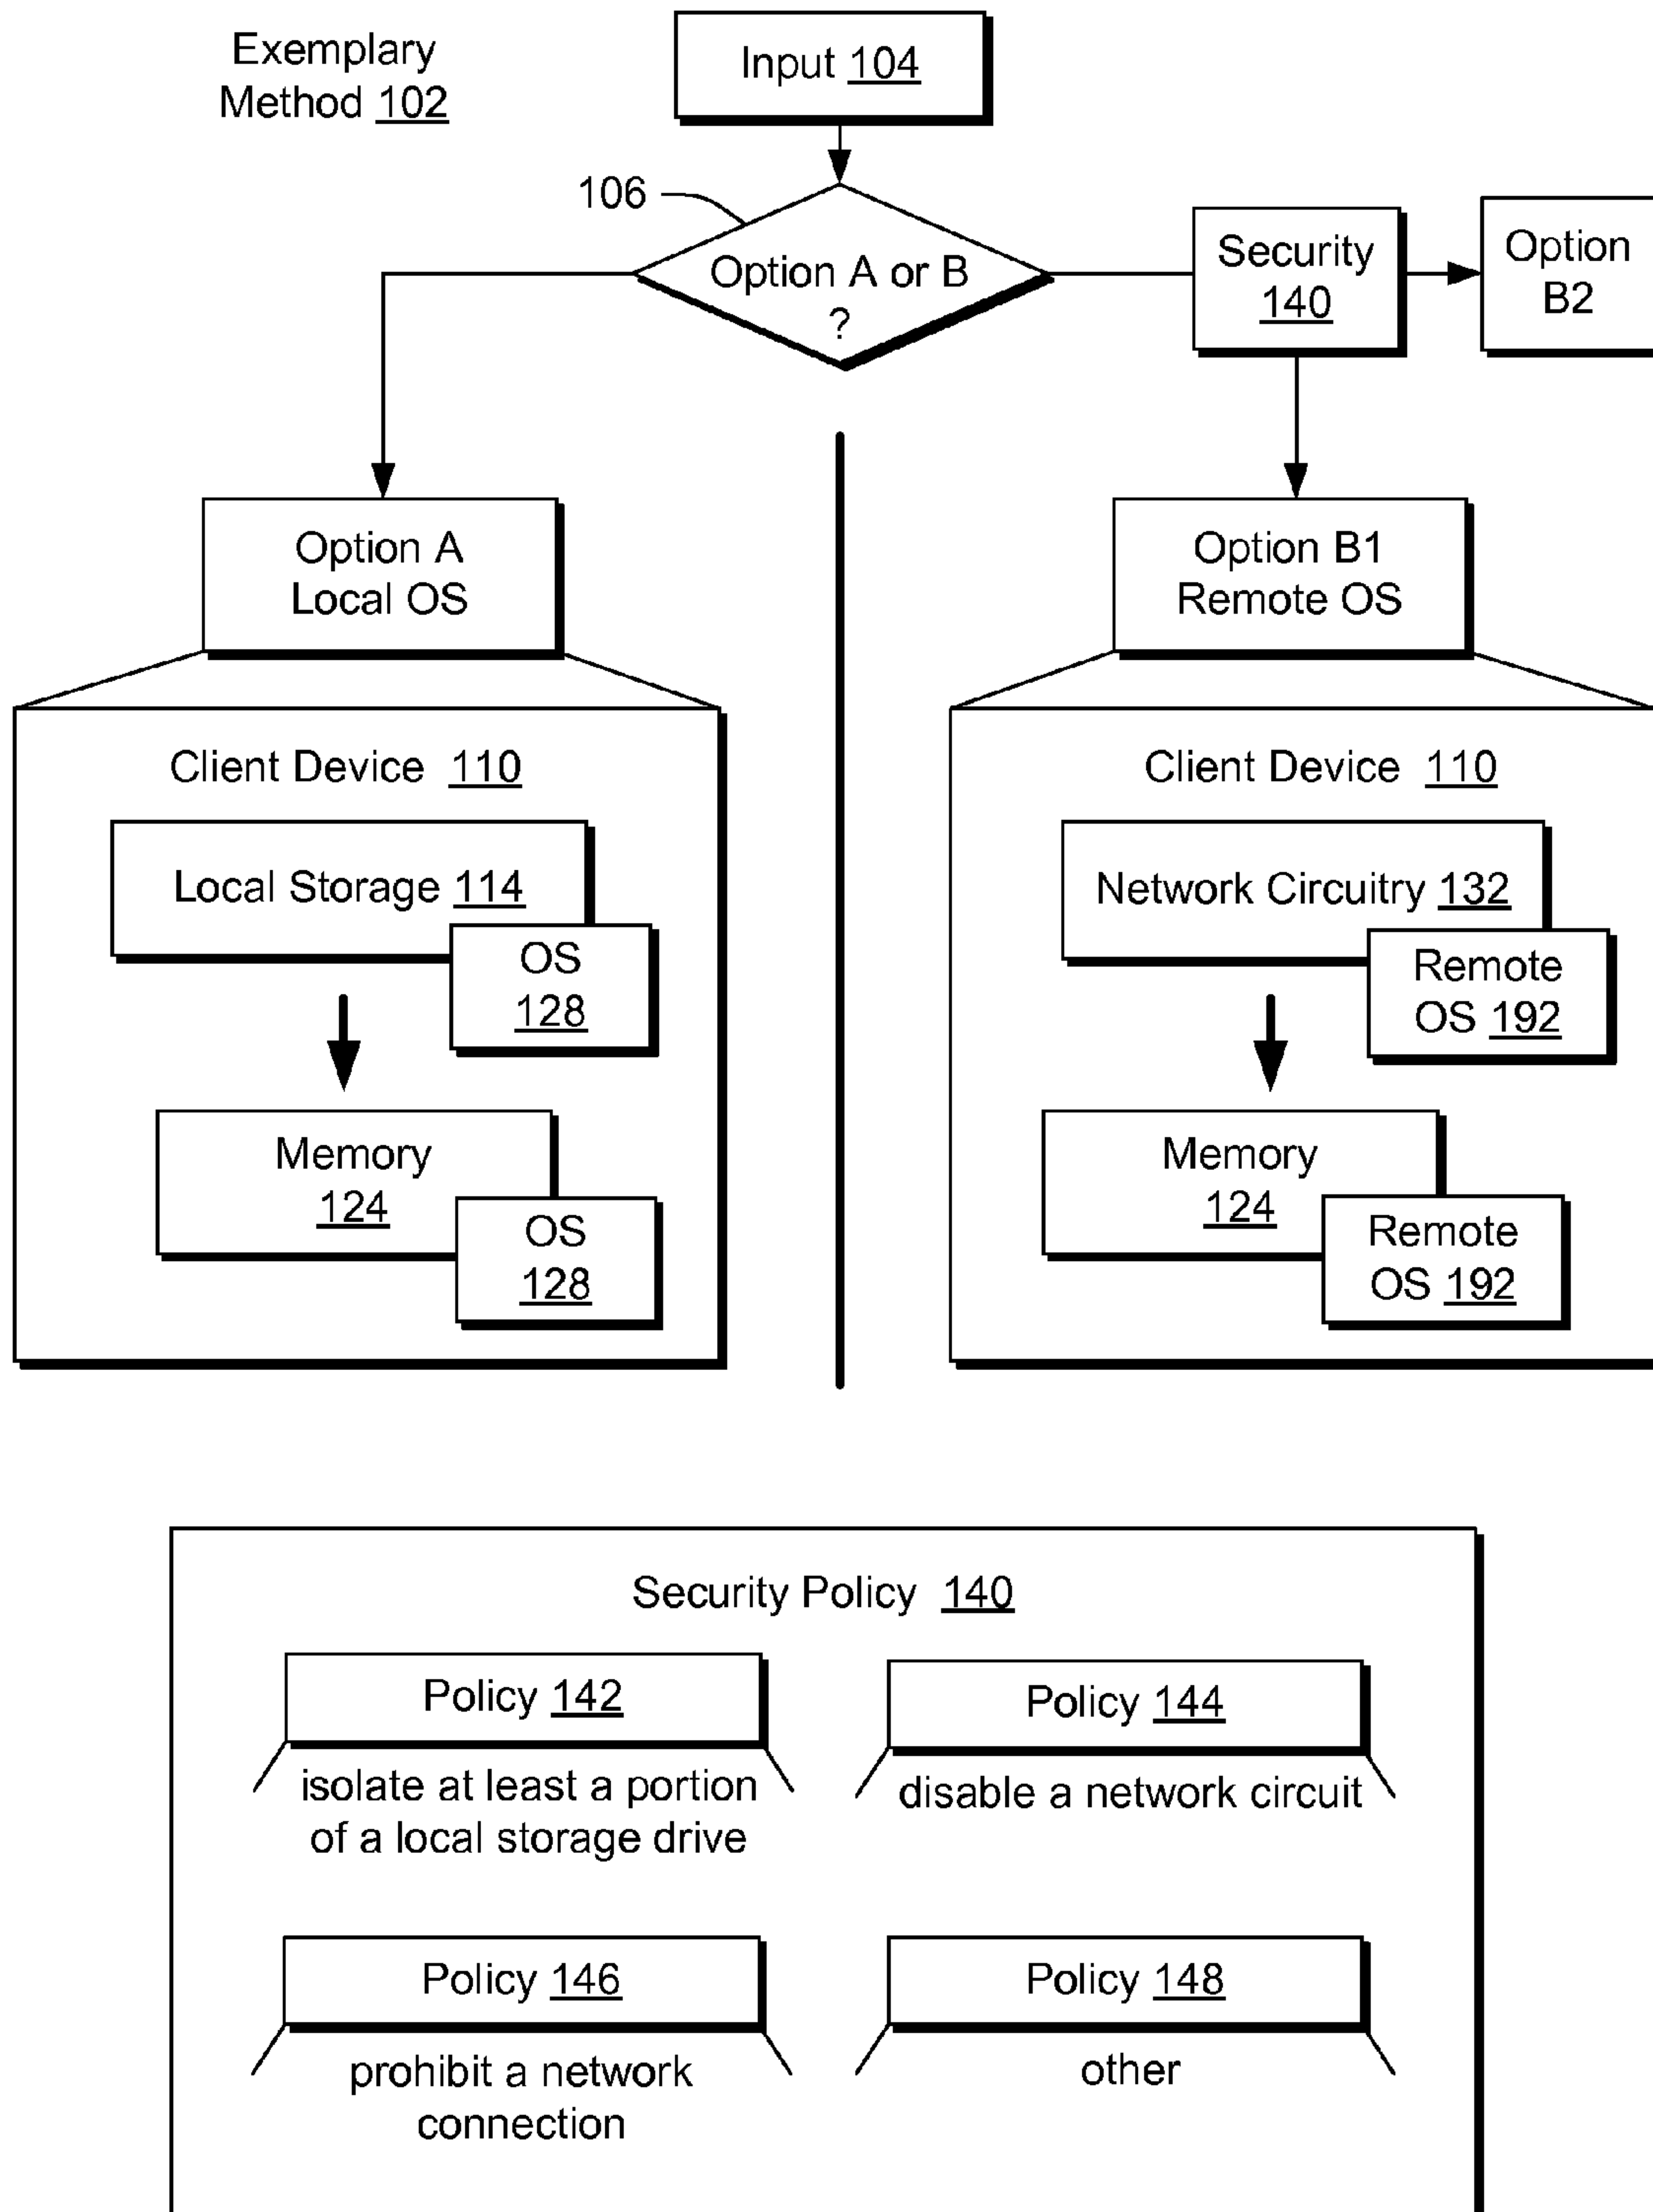 Exemplary
Method 102
Input 104
106
Option A or B
?
Security
140
Option
B2
Option A
Local OS
Option B1
Remote OS
Client Device 110
Local Storage 114
OS
128
Memory
124
OS
128
Client Device 110
Network Circuitry 132
Remote
OS 192
Memory
124
Remote
OS 192
Security Policy 140
Policy 142
isolate at least a portion
of a local storage drive
Policy 144
disable a network circuit
Policy 146
prohibit a network
connection
Policy 148
other